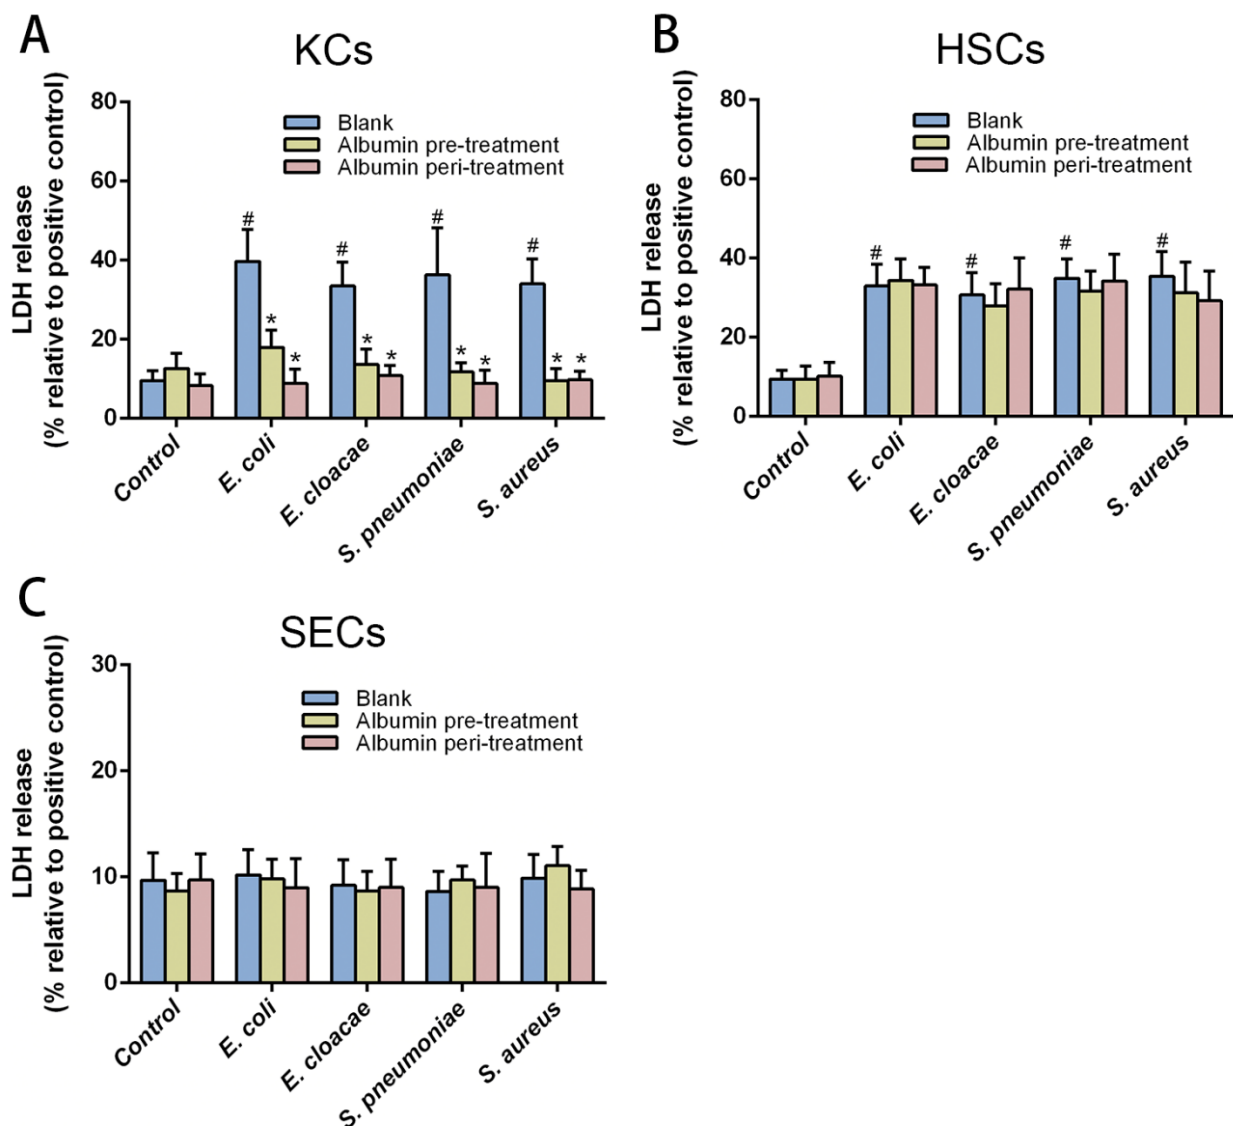 A
KCs
LDH release
(% relative to positive control)
80
60
40
20
0
Blank
Albumin pre-treatment
Albumin peri-treatment
#
#
#
#
*
*
*
*
*
*
*
*
Control
E. coli
E. cloacae
S. pneumoniae
S. aureus
B
HSCs
LDH release
(% relative to positive control)
80
60
40
20
0
Blank
Albumin pre-treatment
Albumin peri-treatment
#
#
#
#
Control
E. coli
E. cloacae
S. pneumoniae
S. aureus
C
SECs
LDH release
(% relative to positive control)
30
20
10
0
Blank
Albumin pre-treatment
Albumin peri-treatment
Control
E. coli
E. cloacae
S. pneumoniae
S. aureus